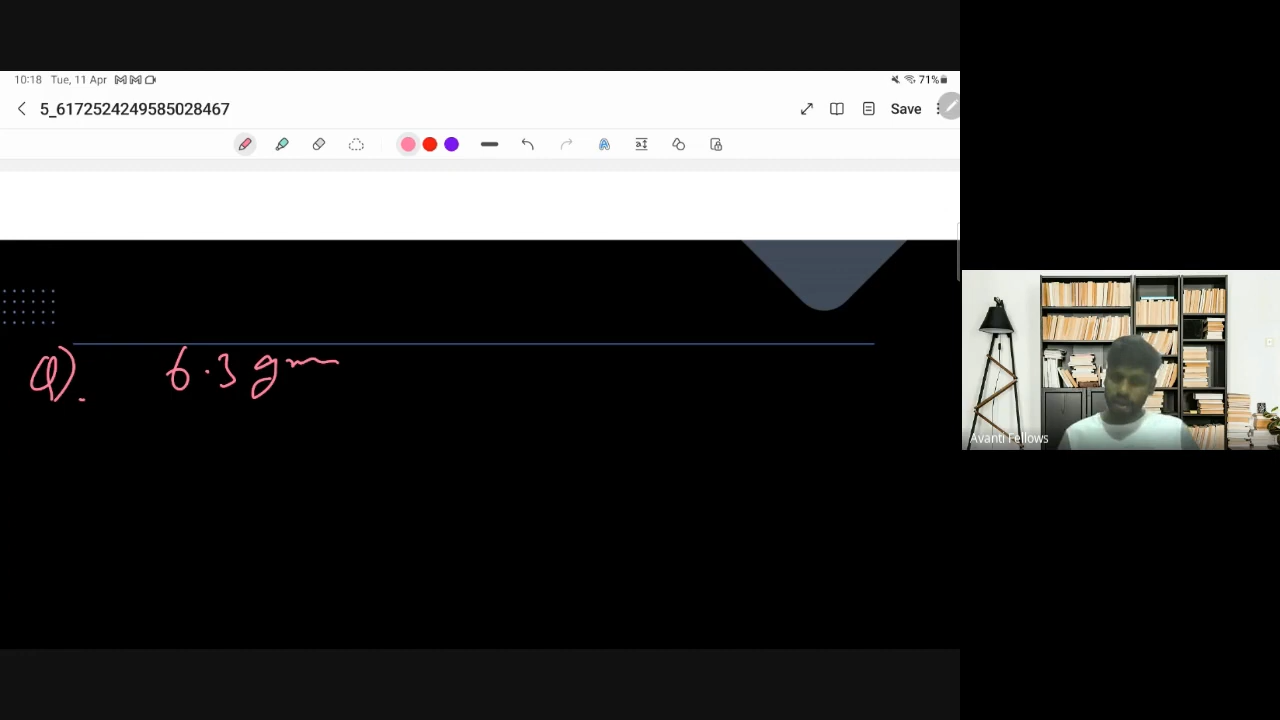 10:18 Tue, 11 Apr
71%
5_6172524249585028467
Save
Q). 6.3 gm
Avanti Fellows